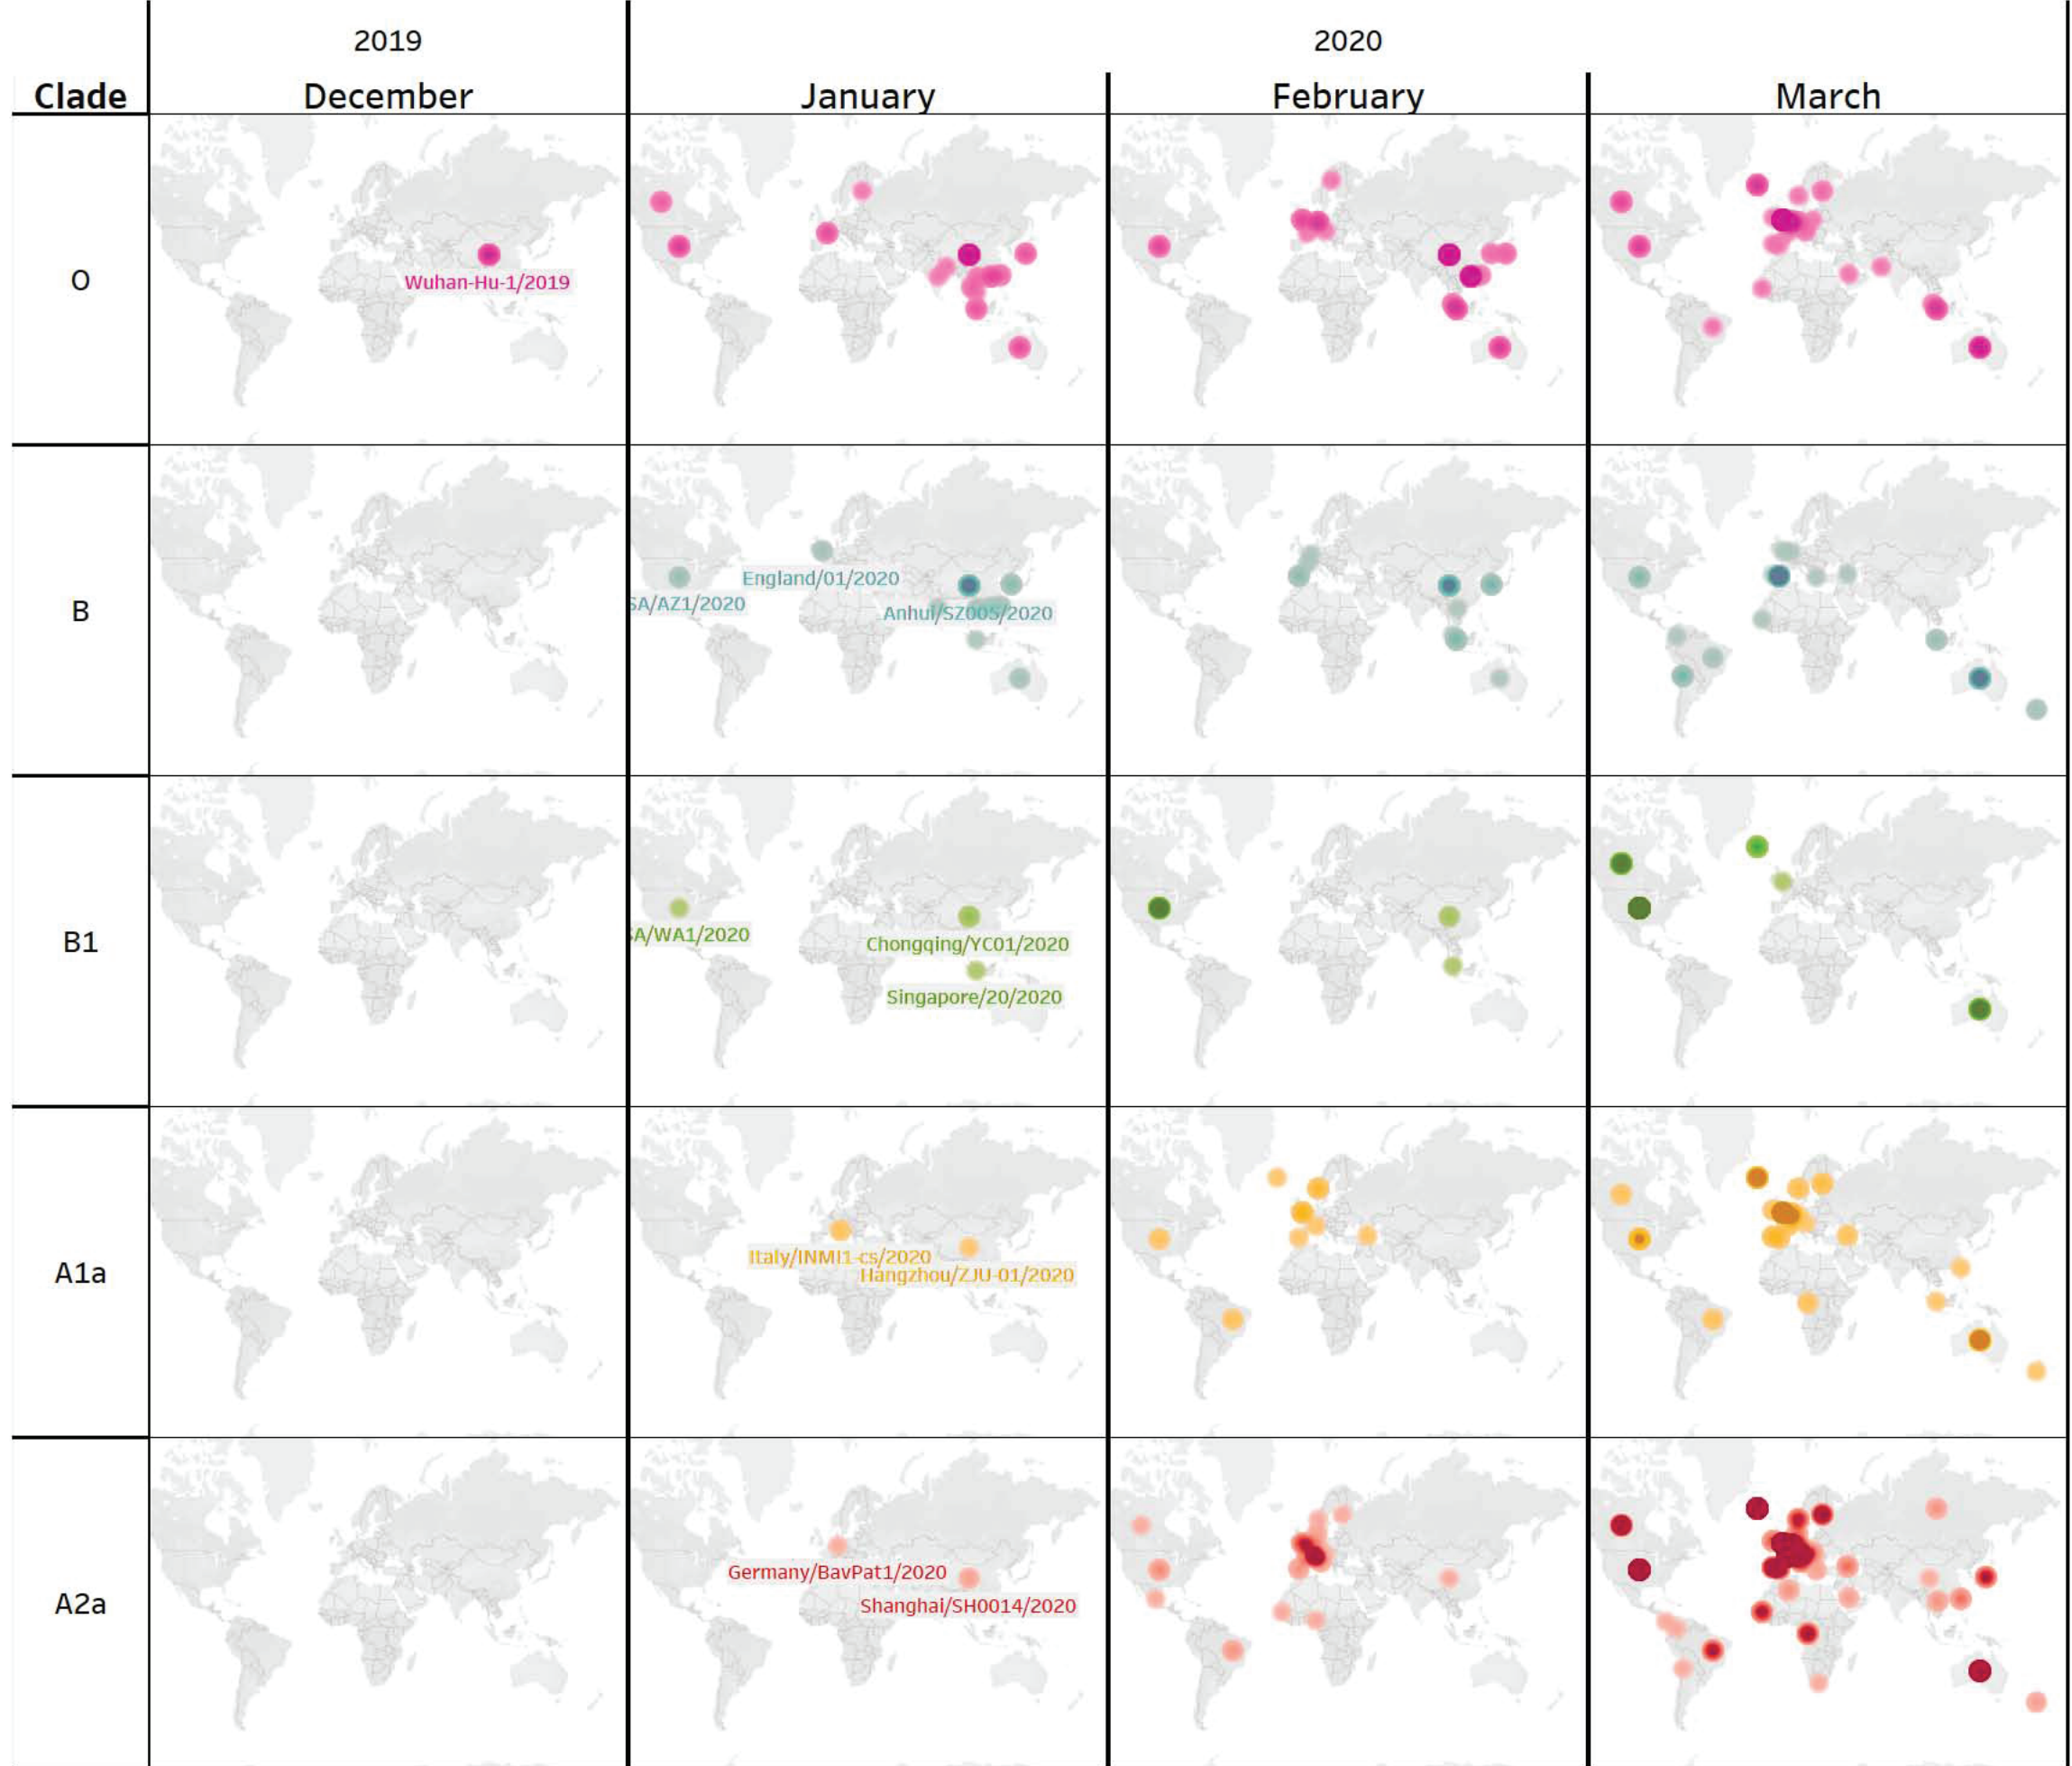 2019
2020
Clade
December
January
February
March
O
Wuhan-Hu-1/2019
B
England/01/2020
SA/AZ1/2020
Anhui/SZ005/2020
B1
SA/WA1/2020
Chongqing/YC01/2020
Singapore/20/2020
A1a
Italy/INMI1-cs/2020
Hangzhou/ZJU-01/2020
A2a
Germany/BavPat1/2020
Shanghai/SH0014/2020